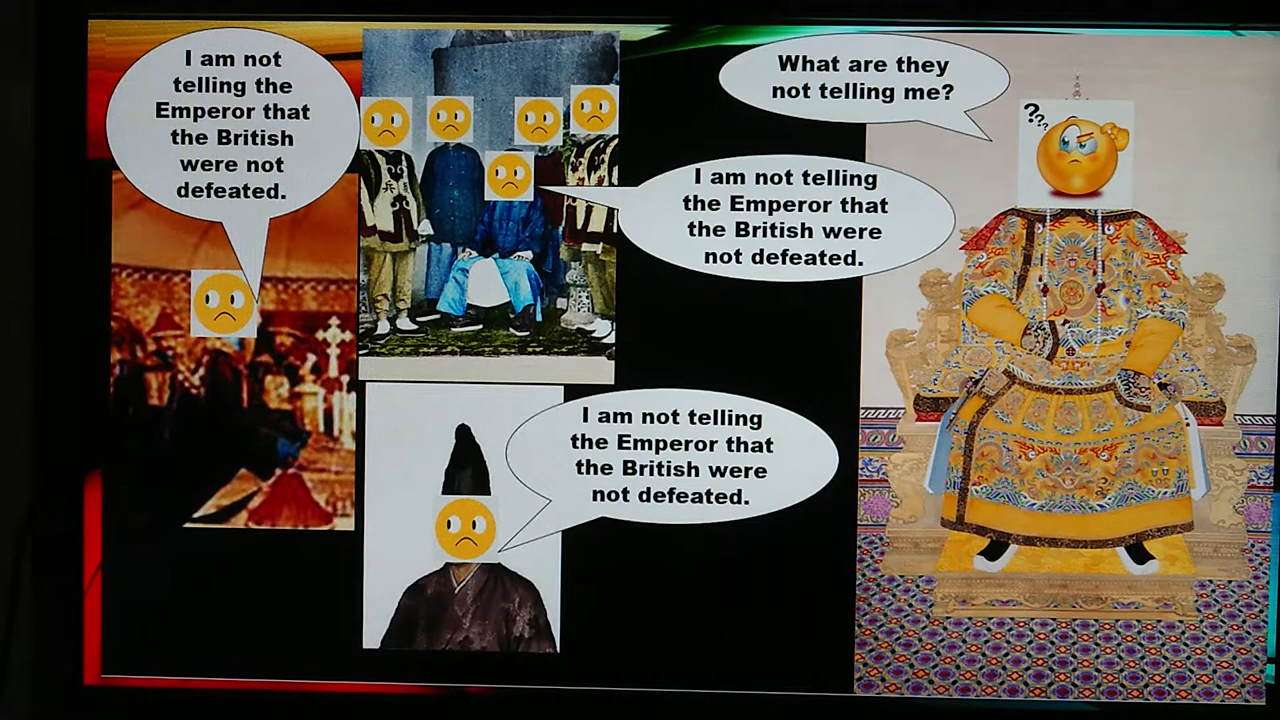 I am not
telling the
Emperor that
the British
were not
defeated.
What are they
not telling me?
???
I am not telling
the Emperor that
the British were
not defeated.
I am not telling
the Emperor that
the British were
not defeated.